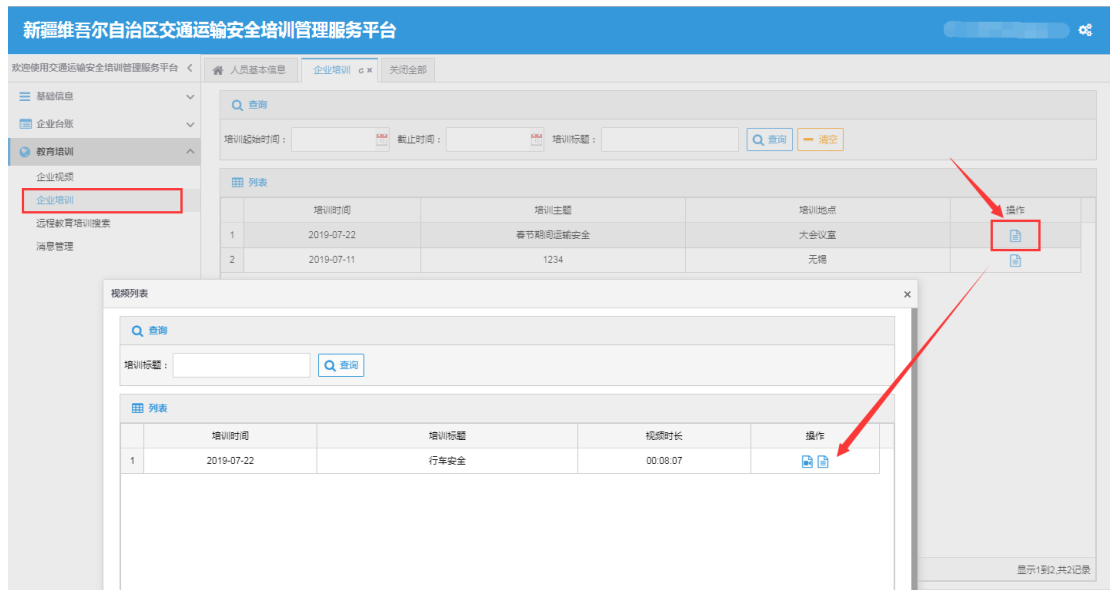 新疆维吾尔自治区交通运输安全培训管理服务平台
欢迎使用交通运输安全培训管理服务平台
人员基本信息 企业培训 关闭全部
基础信息
企业台账
教育培训
企业视频
企业培训
远程教育培训搜索
消息管理
查询
培训起始时间： 截止时间： 培训标题： 查询 清空
列表
培训时间 培训主题 培训地点 操作
1 2019-07-22 春节期间运输安全 大会议室
2 2019-07-11 1234 无锡
视频列表
查询
培训标题： 查询
列表
培训时间 培训标题 视频时长 操作
1 2019-07-22 行车安全 00:08:07
显示1到2,共2记录